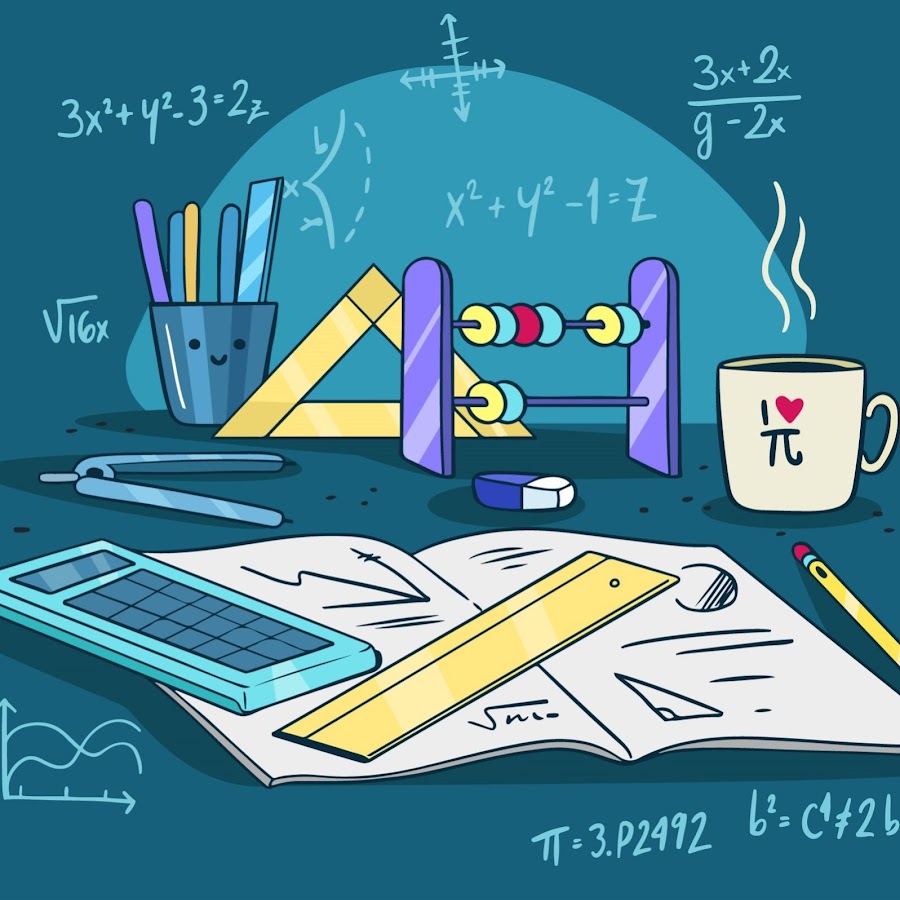 3x²+y²-3=2z
3x+2x
g-2x
b
x
x²+y²-1=Z
√16x
I ♥
π
π=3.P2492
b²=C⁴≠2b